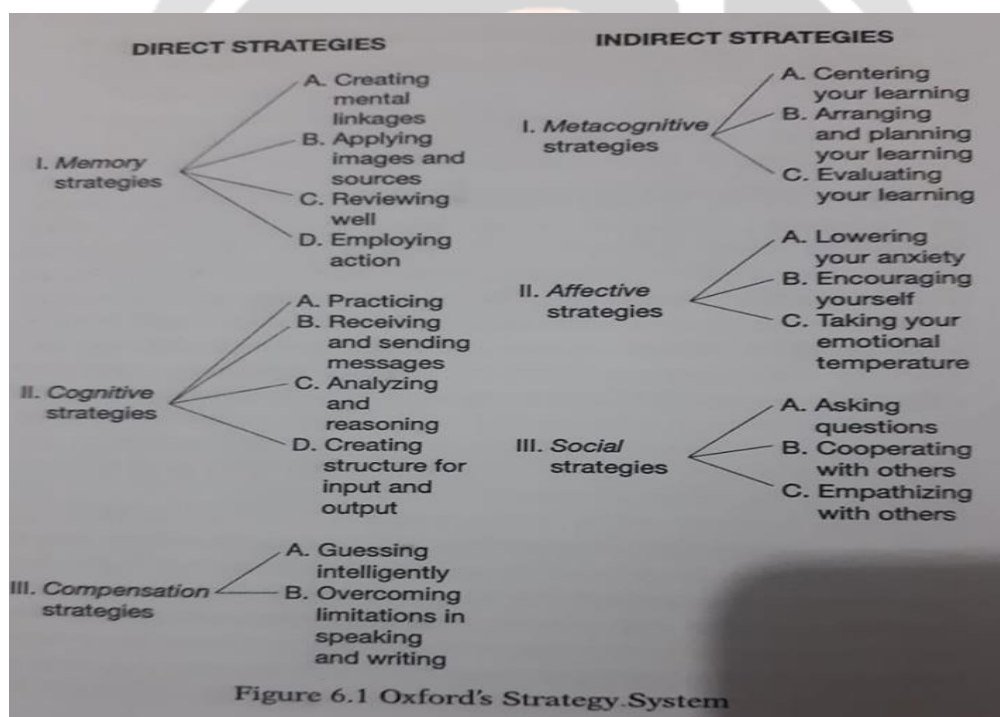 DIRECT STRATEGIES
I. Memory
strategies
A. Creating
mental
linkages
B. Applying
images and
sources
C. Reviewing
well
D. Employing
action
II. Cognitive
strategies
A. Practicing
B. Receiving
and sending
messages
C. Analyzing
and
reasoning
D. Creating
structure for
input and
output
III. Compensation
strategies
A. Guessing
intelligently
B. Overcoming
limitations in
speaking
and writing
INDIRECT STRATEGIES
I. Metacognitive
strategies
A. Centering
your learning
B. Arranging
and planning
your learning
C. Evaluating
your learning
II. Affective
strategies
A. Lowering
your anxiety
B. Encouraging
yourself
C. Taking your
emotional
temperature
III. Social
strategies
A. Asking
questions
B. Cooperating
with others
C. Empathizing
with others
Figure 6.1 Oxford's Strategy System